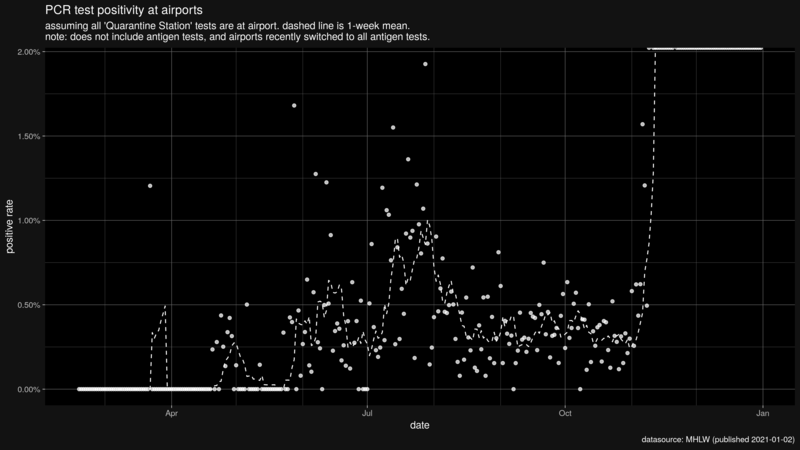 PCR test positivity at airports
assuming all 'Quarantine Station' tests are at airport. dashed line is 1-week mean.
note: does not include antigen tests, and airports recently switched to all antigen tests.
2.00%
1.50%
1.00%
0.50%
0.00%
positive rate
Apr
Jul
Oct
Jan
date
datasource: MHLW (published 2021-01-02)